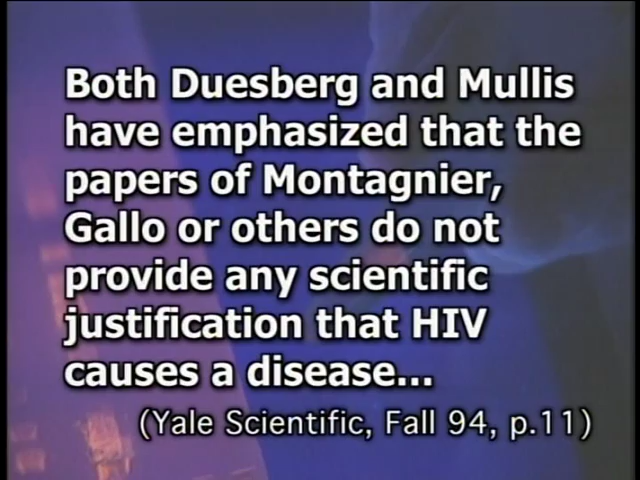 Both Duesberg and Mullis
have emphasized that the
papers of Montagnier,
Gallo or others do not
provide any scientific
justification that HIV
causes a disease...
(Yale Scientific, Fall 94, p.11)